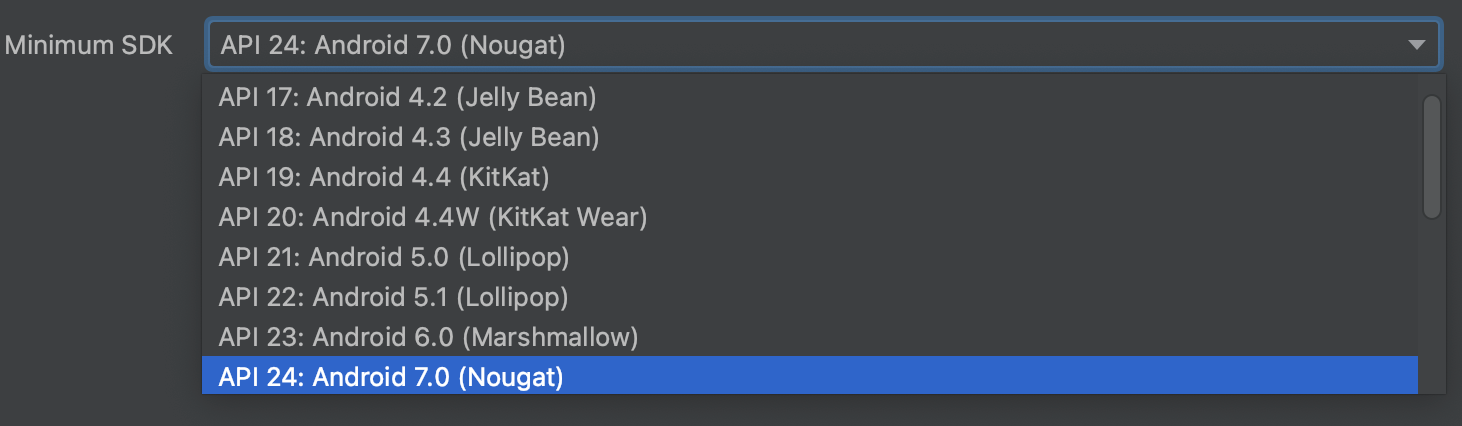 Minimum SDK API 24: Android 7.0 (Nougat)
API 17: Android 4.2 (Jelly Bean)
API 18: Android 4.3 (Jelly Bean)
API 19: Android 4.4 (KitKat)
API 20: Android 4.4W (KitKat Wear)
API 21: Android 5.0 (Lollipop)
API 22: Android 5.1 (Lollipop)
API 23: Android 6.0 (Marshmallow)
API 24: Android 7.0 (Nougat)